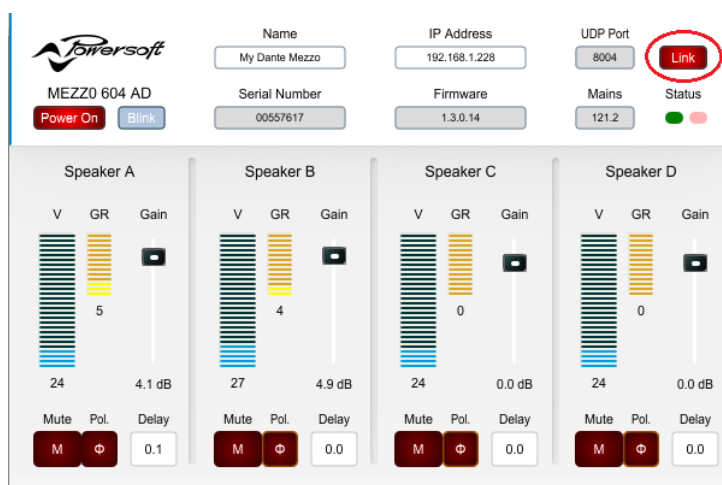 Powersoft
Name
IP Address
UDP Port
My Dante Mezzo
192.168.1.228
8004
Link
MEZZ0 604 AD
Serial Number
Firmware
Mains
Status
Power On
Blink
00557617
1.3.0.14
121.2
Speaker A
Speaker B
Speaker C
Speaker D
V GR Gain
V GR Gain
V GR Gain
V GR Gain
5
4
0
0
24 4.1 dB
27 4.9 dB
24 0.0 dB
24 0.0 dB
Mute Pol. Delay
Mute Pol. Delay
Mute Pol. Delay
Mute Pol. Delay
M Φ 0.1
M Φ 0.0
M Φ 0.0
M Φ 0.0